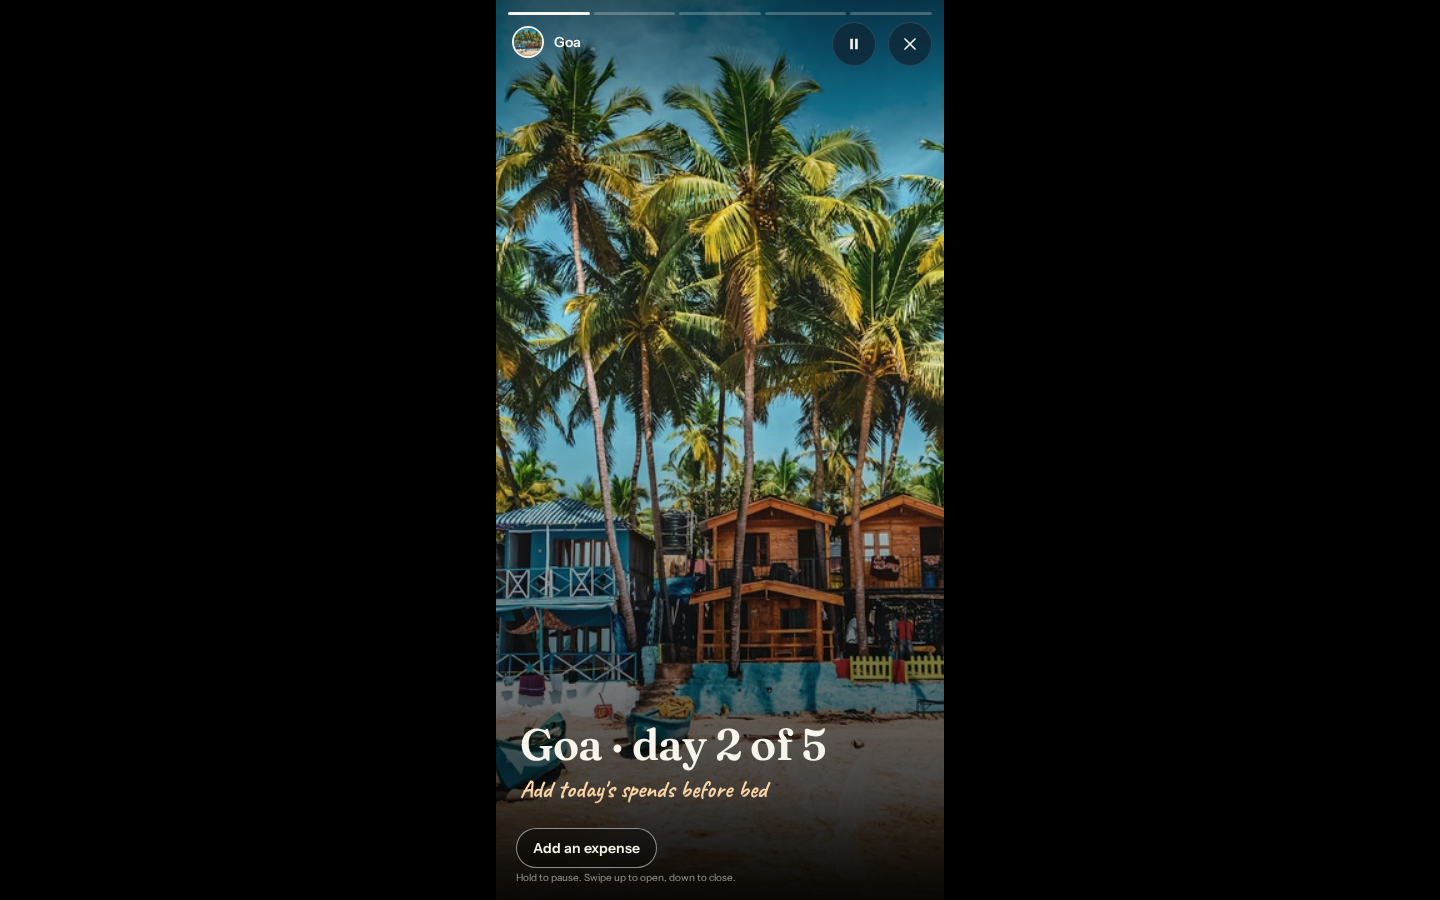 Goa
Goa · day 2 of 5
Add today's spends before bed
Add an expense
Hold to pause. Swipe up to open, down to close.